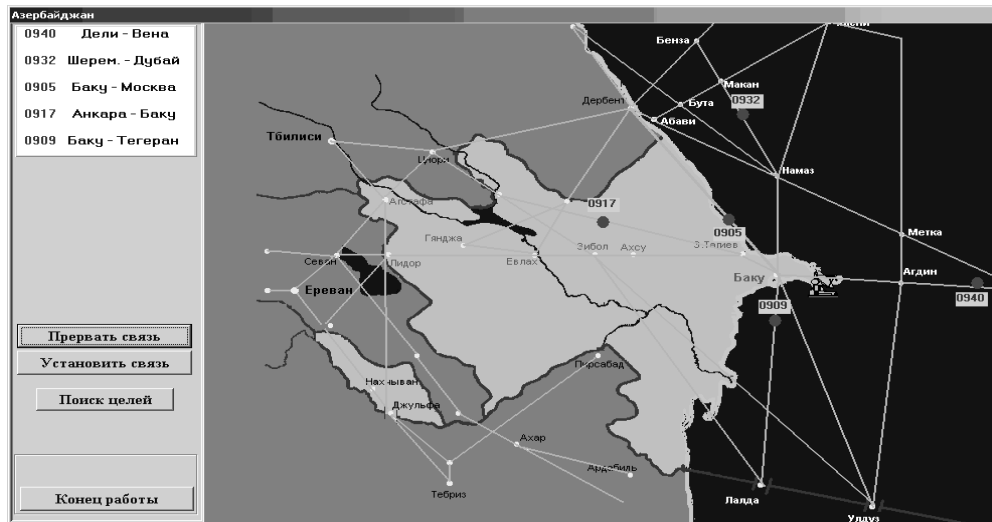 Азербайджан
0940 Дели - Вена
0932 Шерем. - Дубай
0905 Баку - Москва
0917 Анкара - Баку
0909 Баку - Тегеран
Прервать связь
Установить связь
Поиск целей
Конец работы
Бенза
Макан
0932
Дербент
Бута
Абави
Тбилиси
Цнори
Намаз
Агстафа
0917
0905
Метка
Гянджа
Зибол
Ахсу
З.Тагиев
Севан
Лидор
Евлах
Баку
Агдин
Ереван
0909
0940
Пирсабад
Нахчыван
Джульфа
Ахар
Ардебиль
Тебриз
Лалда
Улдуз